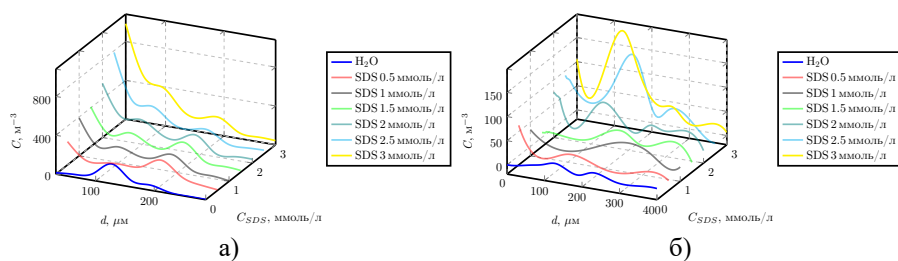 800
400
0
C, м⁻³
100
200
d, μм
0
1
2
3
C_SDS, ммоль/л
H₂O
SDS 0.5 ммоль/л
SDS 1 ммоль/л
SDS 1.5 ммоль/л
SDS 2 ммоль/л
SDS 2.5 ммоль/л
SDS 3 ммоль/л
а)
150
100
50
0
C, м⁻³
0
100
200
300
400
d, μм
0
1
2
3
C_SDS, ммоль/л
H₂O
SDS 0.5 ммоль/л
SDS 1 ммоль/л
SDS 1.5 ммоль/л
SDS 2 ммоль/л
SDS 2.5 ммоль/л
SDS 3 ммоль/л
б)